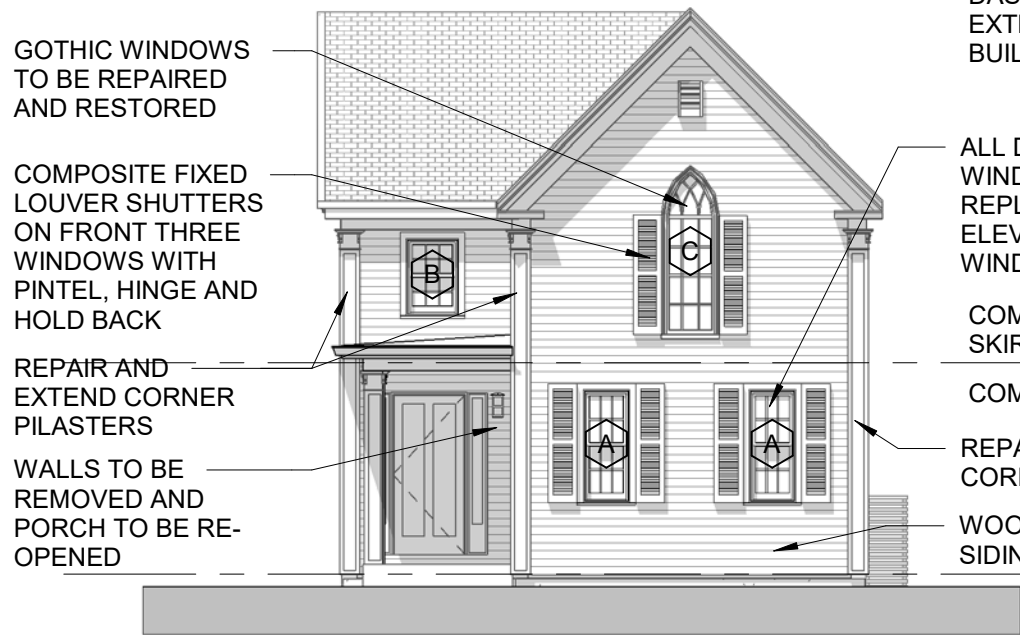 GOTHIC WINDOWS
TO BE REPAIRED
AND RESTORED
COMPOSITE FIXED
LOUVER SHUTTERS
ON FRONT THREE
WINDOWS WITH
PINTEL, HINGE AND
HOLD BACK
REPAIR AND
EXTEND CORNER
PILASTERS
WALLS TO BE
REMOVED AND
PORCH TO BE RE-
OPENED
B
C
A
A
BAS
EXTE
BUIL
ALL D
WIND
REPL
ELEV
WIND
COM
SKIR
COM
REPA
CORI
WOO
SIDIN